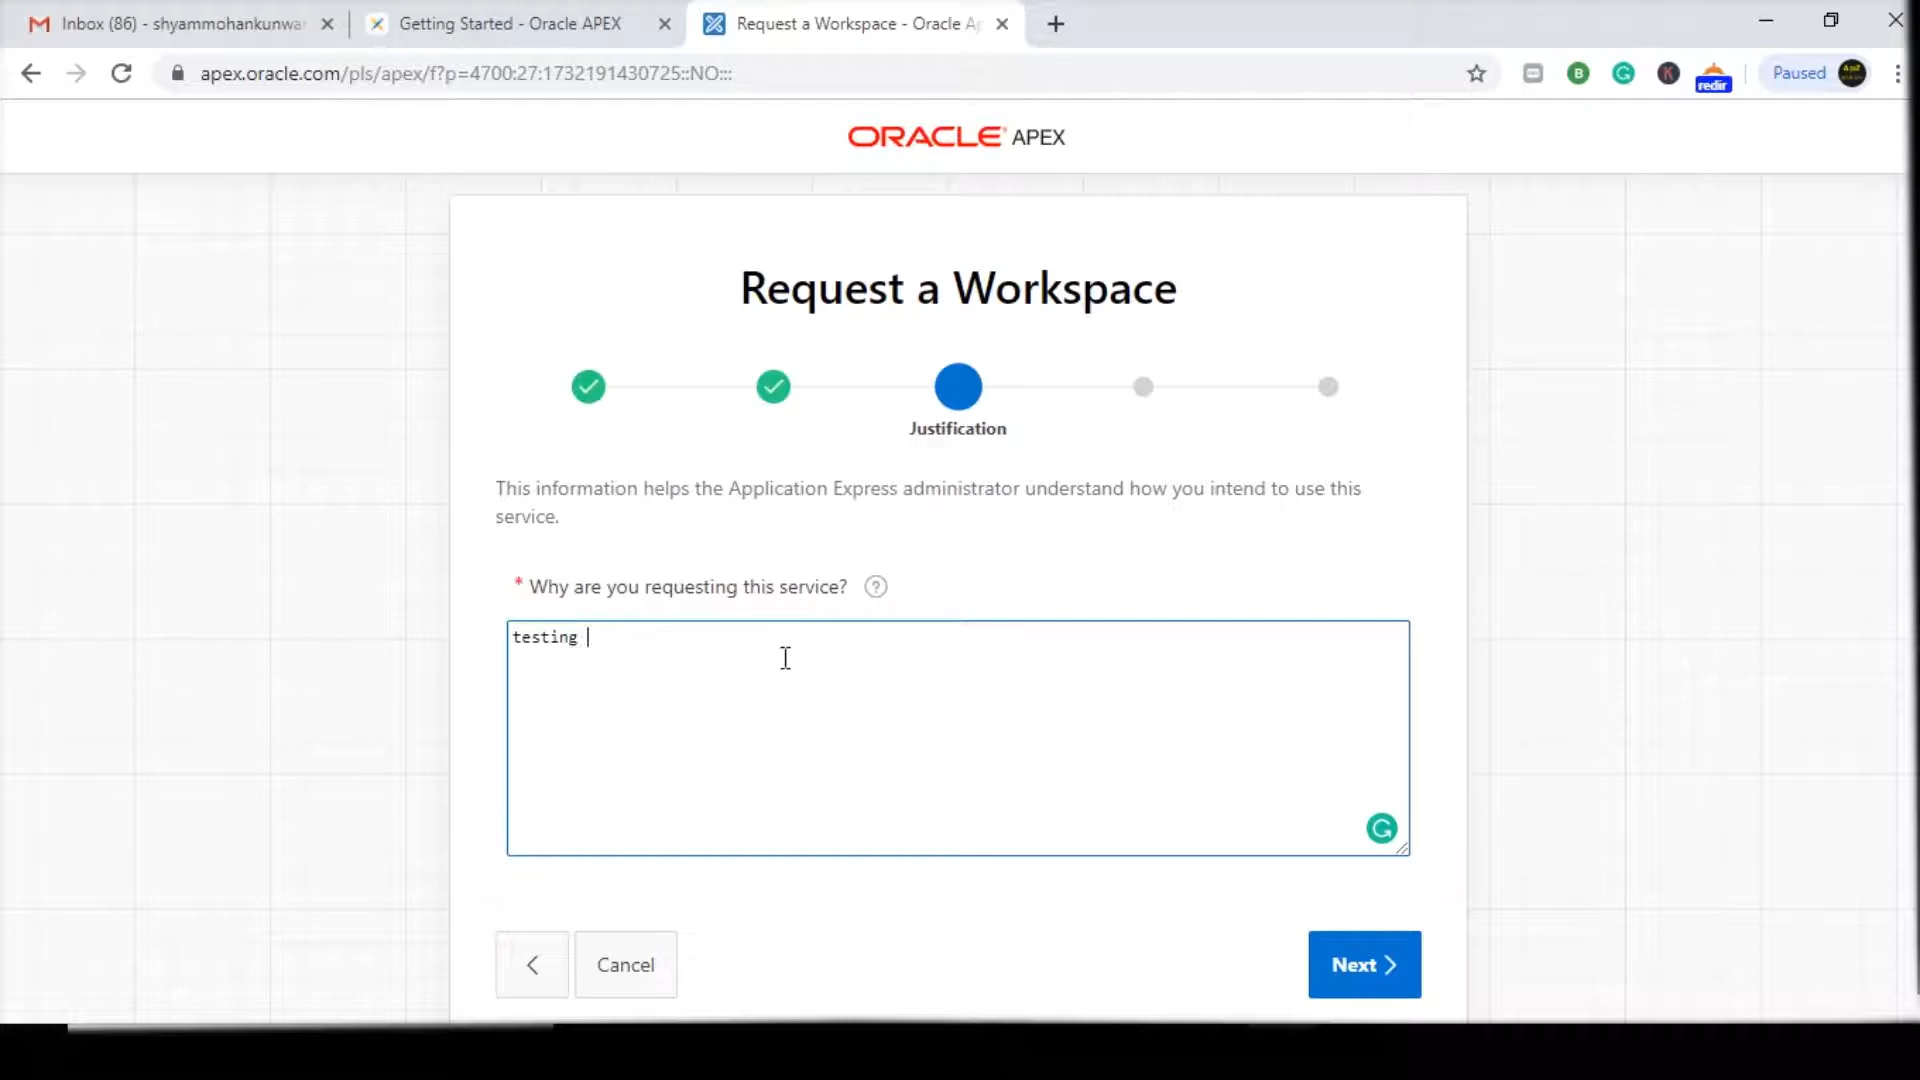 Inbox (86) - shyammohankunwa
Getting Started - Oracle APEX
Request a Workspace - Oracle Ap
apex.oracle.com/pls/apex/f?p=4700:27:1732191430725::NO:::
B
K
redir
Paused
ORACLE APEX
Request a Workspace
Justification
This information helps the Application Express administrator understand how you intend to use this
service.
* Why are you requesting this service? ?
testing
Cancel
Next